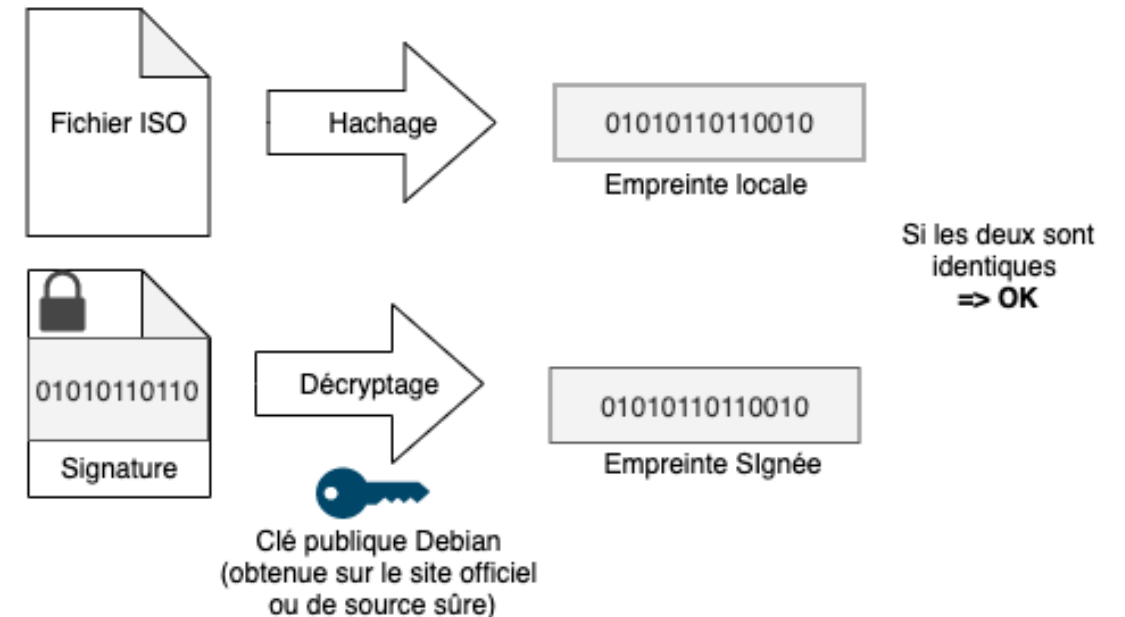 Fichier ISO
Hachage
01010110110010
Empreinte locale
Si les deux sont
identiques
=> OK
01010110110
Signature
Décryptage
01010110110010
Empreinte SIgnée
Clé publique Debian
(obtenue sur le site officiel
ou de source sûre)